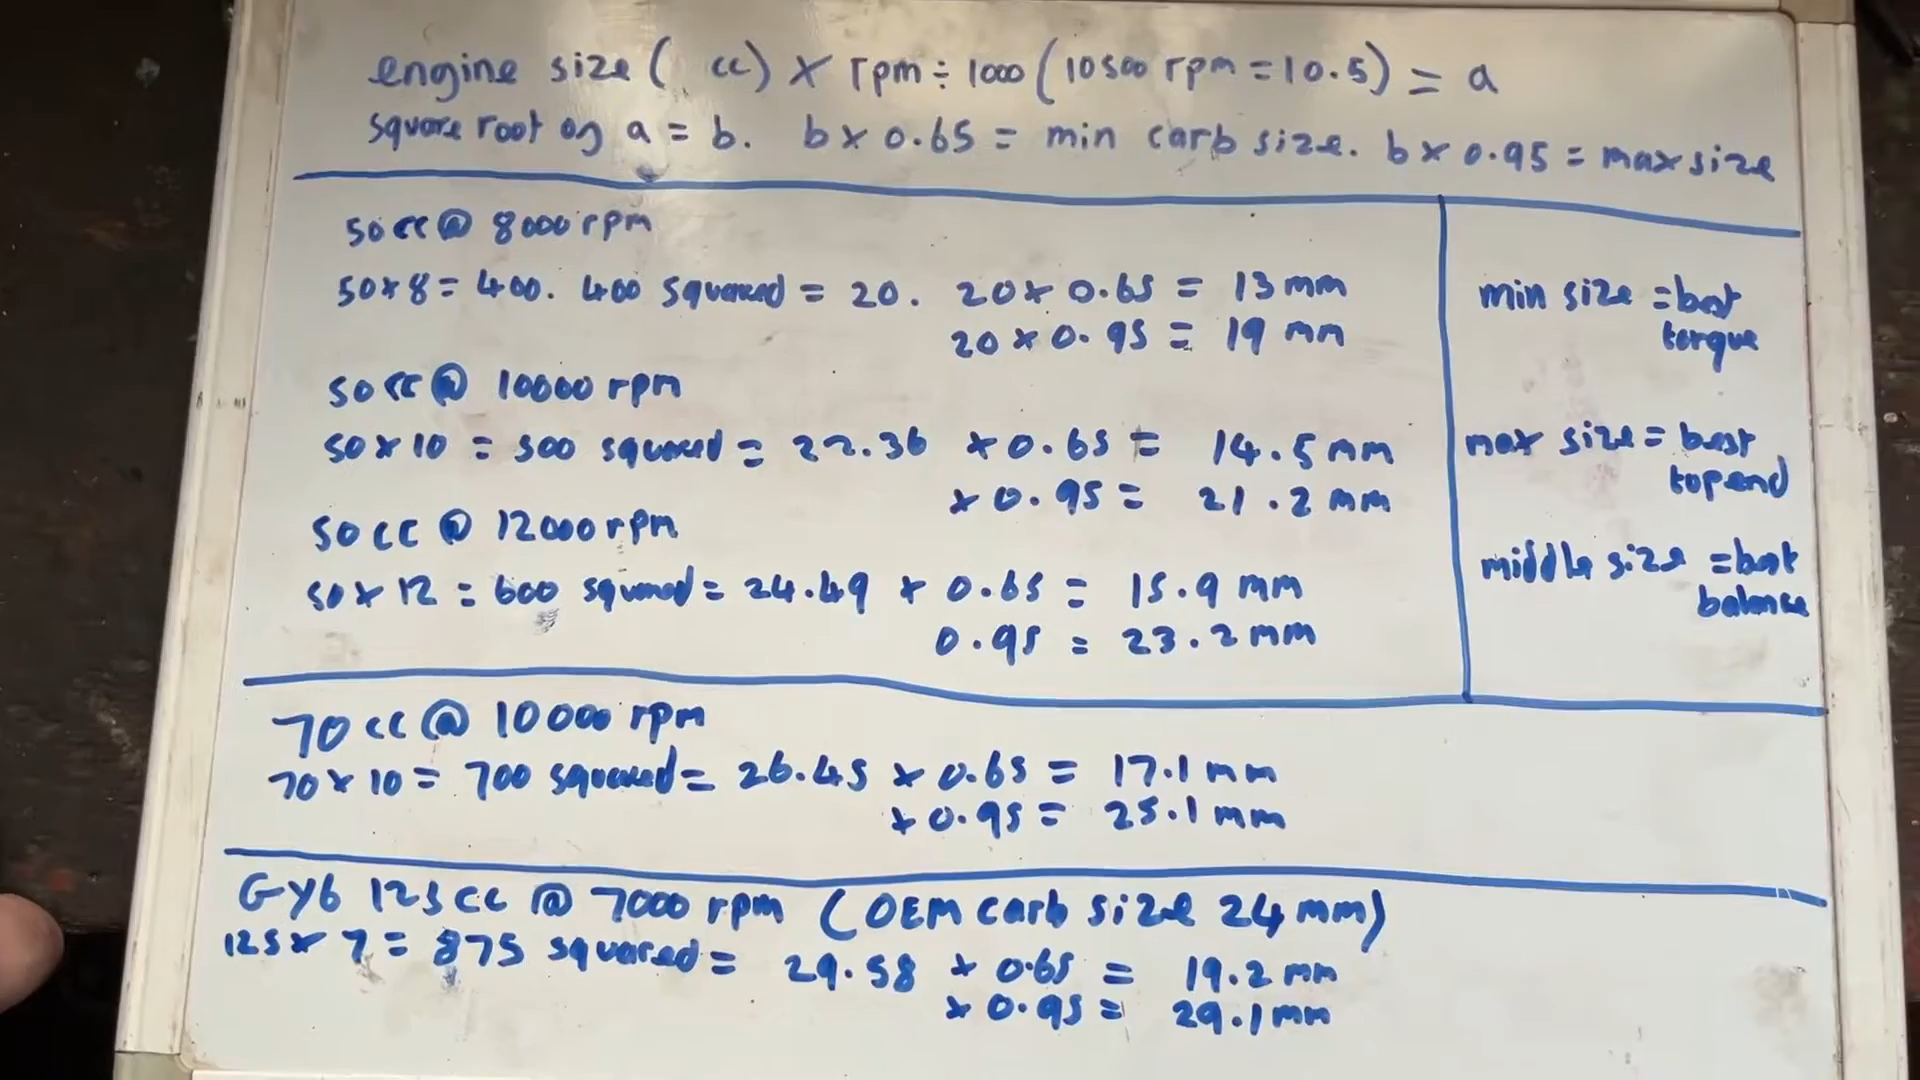 engine size ( cc) × rpm ÷ 1000 (10500 rpm = 10.5) = a
square root of a = b. b × 0.65 = min carb size. b × 0.95 = max size
50cc @ 8000 rpm
50 × 8 = 400. 400 squared = 20. 20 × 0.65 = 13 mm
20 × 0.95 = 19 mm
50cc @ 10000 rpm
50 × 10 = 500 squared = 22.36 × 0.65 = 14.5 mm
× 0.95 = 21.2 mm
50cc @ 12000 rpm
50 × 12 = 600 squared = 24.49 × 0.65 = 15.9 mm
0.95 = 23.2 mm
min size = best
torque
max size = best
topend
middle size = best
balance
70cc @ 10000 rpm
70 × 10 = 700 squared = 26.45 × 0.65 = 17.1 mm
× 0.95 = 25.1 mm
GY6 125cc @ 7000 rpm (OEM carb size 24 mm)
125 × 7 = 875 squared = 29.58 × 0.65 = 19.2 mm
× 0.95 = 29.1 mm